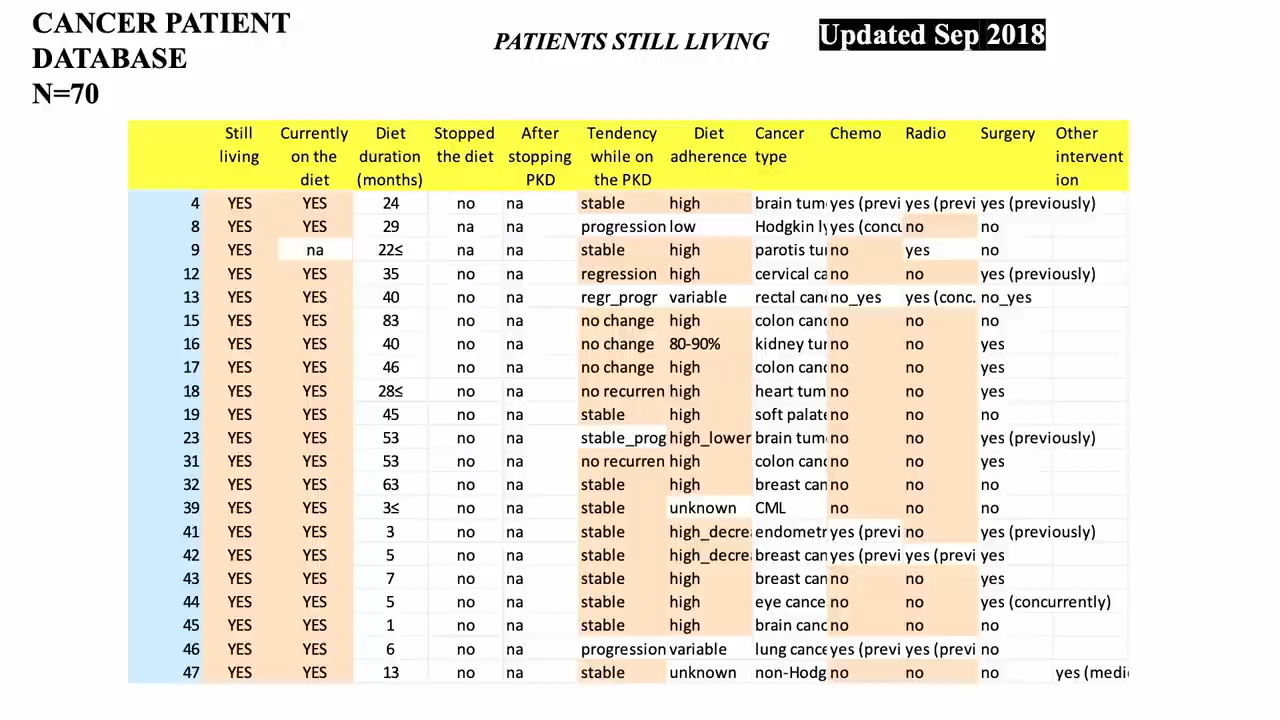 CANCER PATIENT
DATABASE
N=70
PATIENTS STILL LIVING
Updated Sep 2018
Still living Currently on the diet Diet duration (months) Stopped the diet After stopping PKD Tendency while on the PKD Diet adherence Cancer type Chemo Radio Surgery Other intervent ion
4 YES YES 24 no na stable high brain tum yes (previ yes (previ yes (previously)
8 YES YES 29 na na progression low Hodgkin ly yes (concu no no
9 YES na 22≤ na na stable high parotis tu no yes no
12 YES YES 35 no na regression high cervical ca no no yes (previously)
13 YES YES 40 no na regr_progr variable rectal canc no_yes yes (conc. no_yes
15 YES YES 83 no na no change high colon canc no no no
16 YES YES 40 no na no change 80-90% kidney tu no no yes
17 YES YES 46 no na no change high colon canc no no yes
18 YES YES 28≤ no na no recurren high heart tum no no yes
19 YES YES 45 no na stable high soft palate no no no
23 YES YES 53 no na stable_prog high_lower brain tum no no yes (previously)
31 YES YES 53 no na no recurren high colon canc no no yes
32 YES YES 63 no na stable high breast can no no no
39 YES YES 3≤ no na stable unknown CML no no no
41 YES YES 3 no na stable high_decre endometr yes (previ no yes (previously)
42 YES YES 5 no na stable high_decre breast can yes (previ yes (previ yes
43 YES YES 7 no na stable high breast can no no yes
44 YES YES 5 no na stable high eye cance no no yes (concurrently)
45 YES YES 1 no na stable high brain canc no no no
46 YES YES 6 no na progression variable lung cance yes (previ yes (previ no
47 YES YES 13 no na stable unknown non-Hodg no no no yes (medi